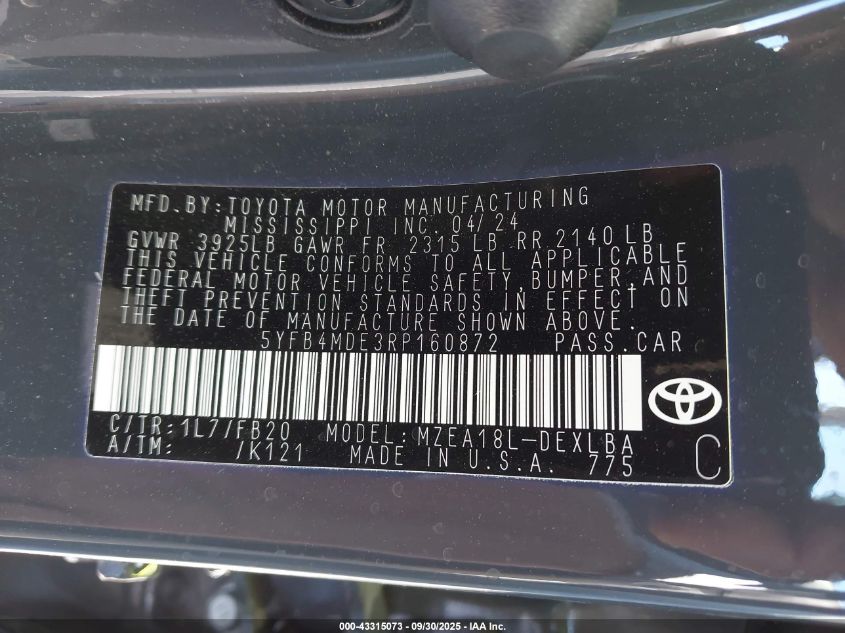 MFD.BY:TOYOTA MOTOR MANUFACTURING
MISSISSIPPI INC. 04/24
GVWR 3925LB GAWR FR 2315 LB RR 2140 LB
THIS VEHICLE CONFORMS TO ALL APPLICABLE
FEDERAL MOTOR VEHICLE SAFETY, BUMPER, AND
THEFT PREVENTION STANDARDS IN EFFECT ON
THE DATE OF MANUFACTURE SHOWN ABOVE.
5YFB4MDE3RP160872 PASS.CAR
C/TR: 1L7/FB20 MODEL: MZEA18L-DEXLBA
A/TM: /K121 MADE IN U.S.A. 775 C
000-43315073 - 09/30/2025 - IAA Inc.